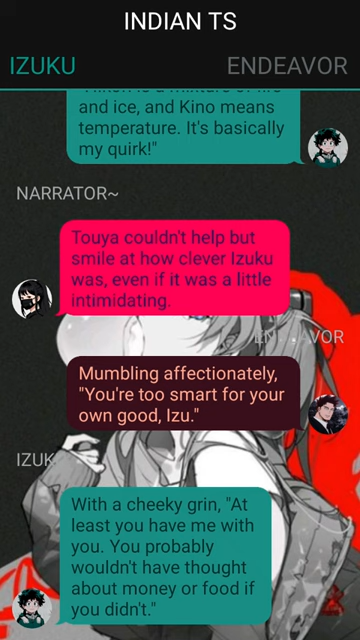 INDIAN TS
IZUKU
ENDEAVOR
and ice, and Kino means
temperature. It's basically
my quirk!"
NARRATOR~
Touya couldn't help but
smile at how clever Izuku
was, even if it was a little
intimidating.
Mumbling affectionately,
"You're too smart for your
own good, Izu."
IZUK
With a cheeky grin, "At
least you have me with
you. You probably
wouldn't have thought
about money or food if
you didn't."